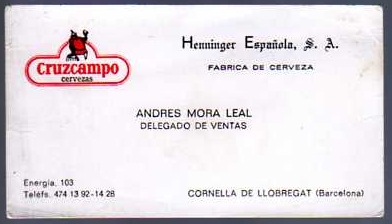 Cruzcampo
cervezas
Henninger Española, S. A.
FABRICA DE CERVEZA
ANDRES MORA LEAL
DELEGADO DE VENTAS
Energía, 103
Teléfs. 474 13 92 - 14 28
CORNELLA DE LLOBREGAT (Barcelona)